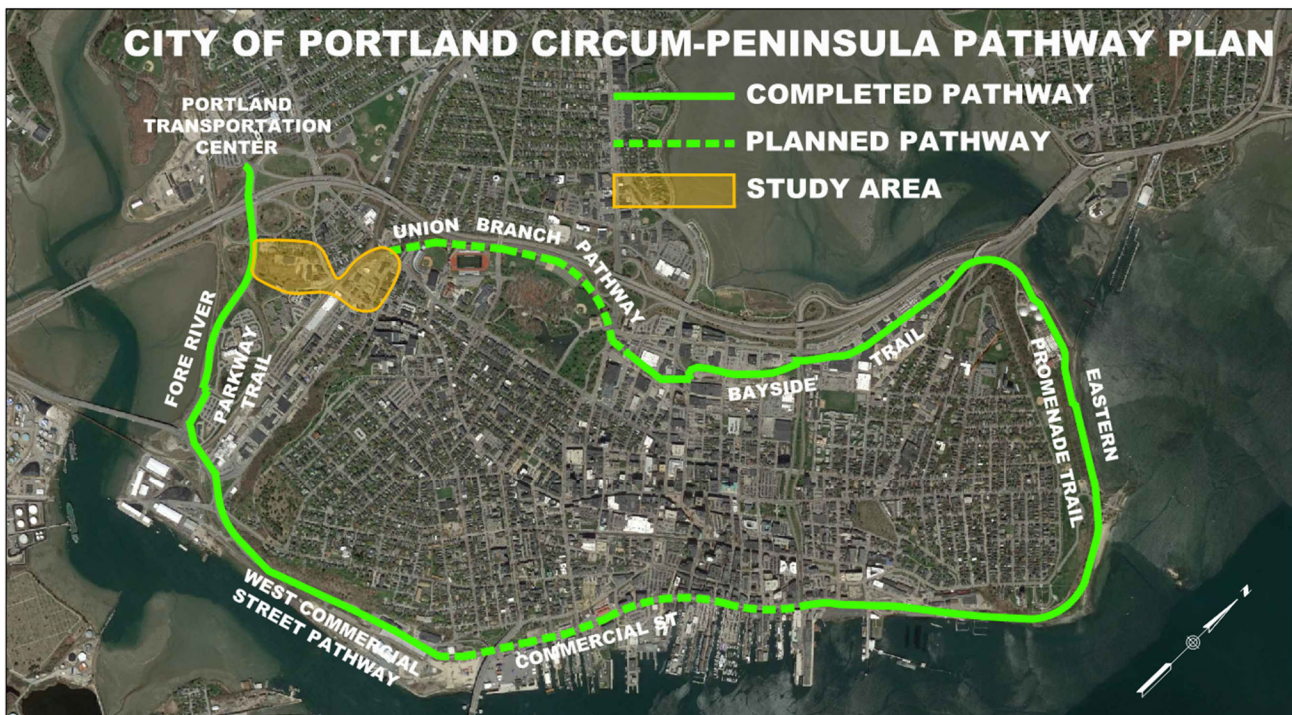 CITY OF PORTLAND CIRCUM-PENINSULA PATHWAY PLAN
COMPLETED PATHWAY
PLANNED PATHWAY
STUDY AREA
PORTLAND
TRANSPORTATION
CENTER
UNION BRANCH PATHWAY
FORE RIVER
PARKWAY
TRAIL
BAYSIDE TRAIL
EASTERN
PROMENADE TRAIL
WEST COMMERCIAL
STREET PATHWAY
COMMERCIAL ST
N